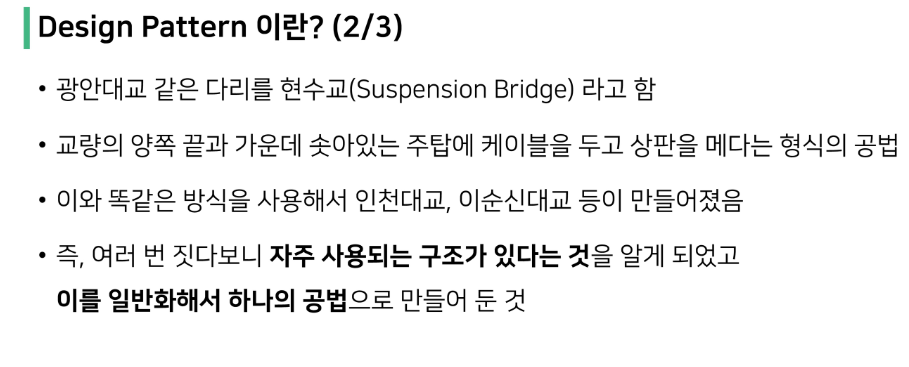 Design Pattern 이란? (2/3)
• 광안대교 같은 다리를 현수교(Suspension Bridge) 라고 함
• 교량의 양쪽 끝과 가운데 솟아있는 주탑에 케이블을 두고 상판을 메다는 형식의 공법
• 이와 똑같은 방식을 사용해서 인천대교, 이순신대교 등이 만들어졌음
• 즉, 여러 번 짓다보니 자주 사용되는 구조가 있다는 것을 알게 되었고
이를 일반화해서 하나의 공법으로 만들어 둔 것